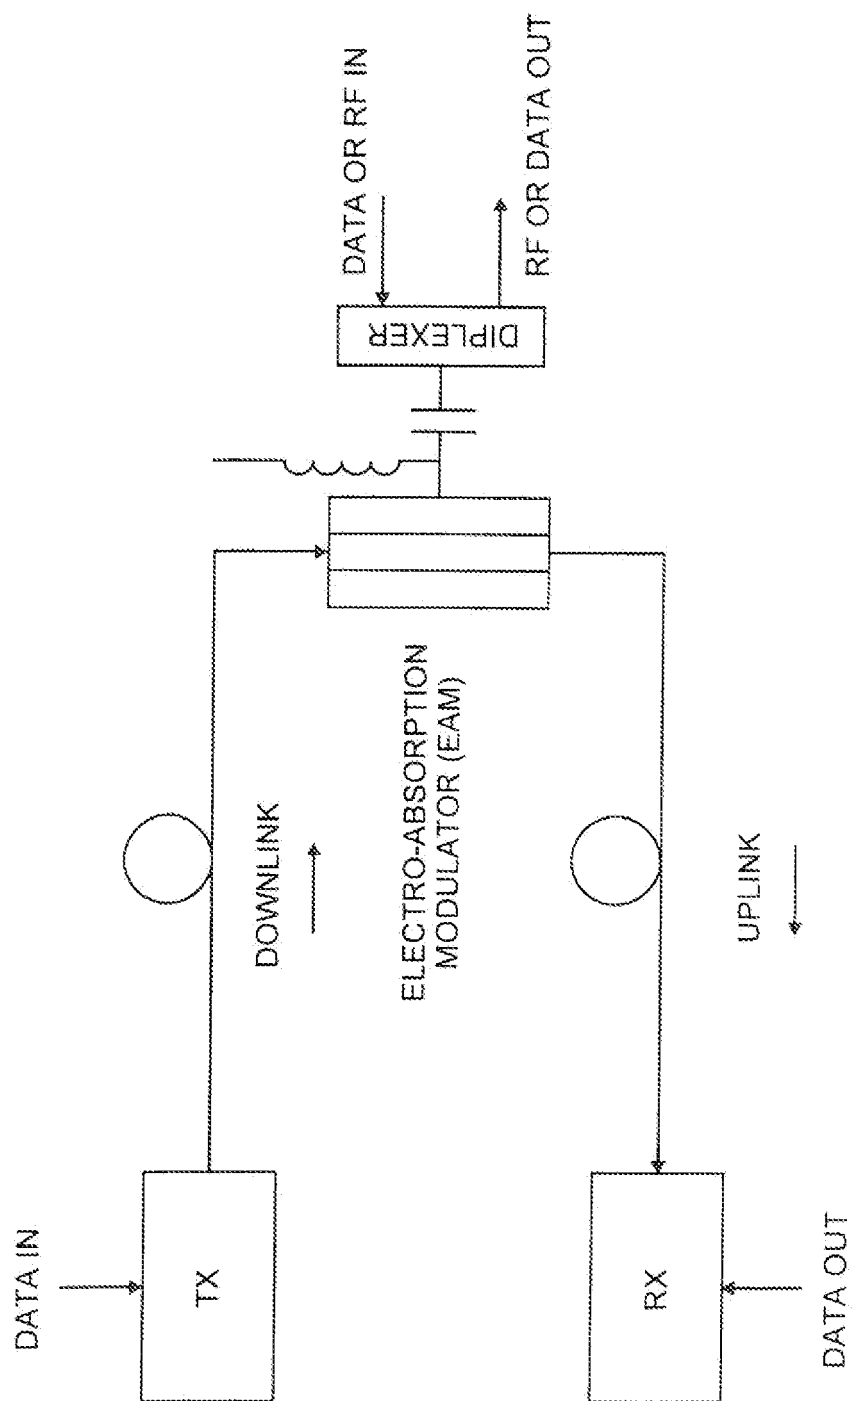 DATA IN
TX
DOWNLINK
ELECTRO-ABSORPTION
MODULATOR (EAM)
DIPLEXER
DATA OR RF IN
RF OR DATA OUT
UPLINK
RX
DATA OUT